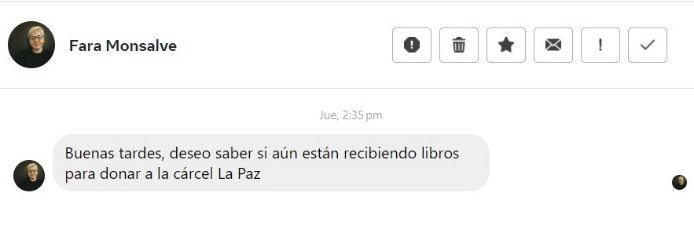 Fara Monsalve
Jue, 2:35 pm
Buenas tardes, deseo saber si aún están recibiendo libros
para donar a la cárcel La Paz